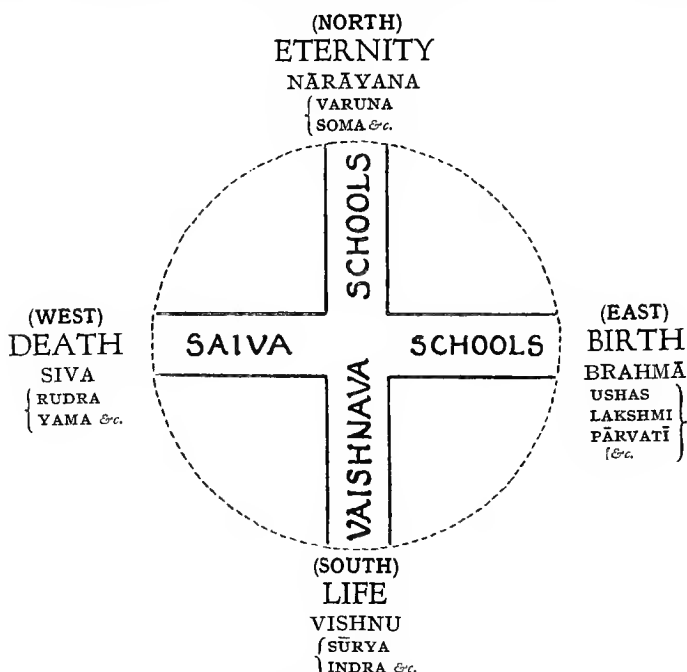 (NORTH)
ETERNITY
NĀRĀYANA
VARUNA
SOMA &c.
SCHOOLS
(WEST)
DEATH
SIVA
RUDRA
YAMA &c.
SAIVA SCHOOLS
(EAST)
BIRTH
BRAHMĀ
USHAS
LAKSHMI
PĀRVATĪ
[&c.
VAISHNAVA
(SOUTH)
LIFE
VISHNU
SŪRYA
INDRA &c.